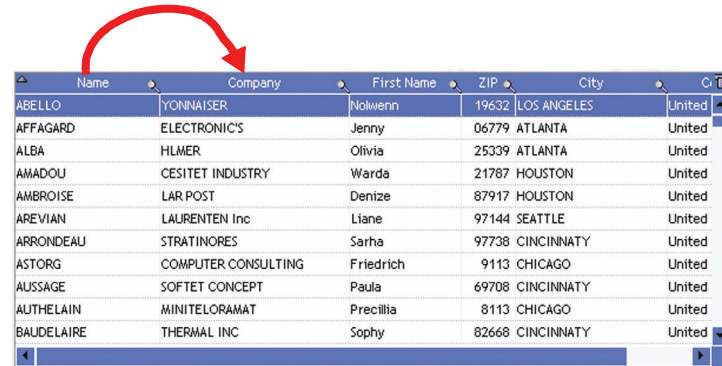 Name Company First Name ZIP City C
ABELLO YONNAISER Nolwenn 19632 LOS ANGELES United
AFFAGARD ELECTRONIC'S Jenny 06779 ATLANTA United
ALBA HLMER Olivia 25339 ATLANTA United
AMADOU CESITET INDUSTRY Warda 21787 HOUSTON United
AMBROISE LAR POST Denize 87917 HOUSTON United
AREVIAN LAURENTEN Inc Liane 97144 SEATTLE United
ARRONDEAU STRATINORES Sarha 97738 CINCINNATY United
ASTORG COMPUTER CONSULTING Friedrich 9113 CHICAGO United
AUSSAGE SOFTET CONCEPT Paula 69708 CINCINNATY United
AUTHELAIN MINITELORAMAT Precillia 8113 CHICAGO United
BAUDELAIRE THERMAL INC Sophy 82668 CINCINNATY United